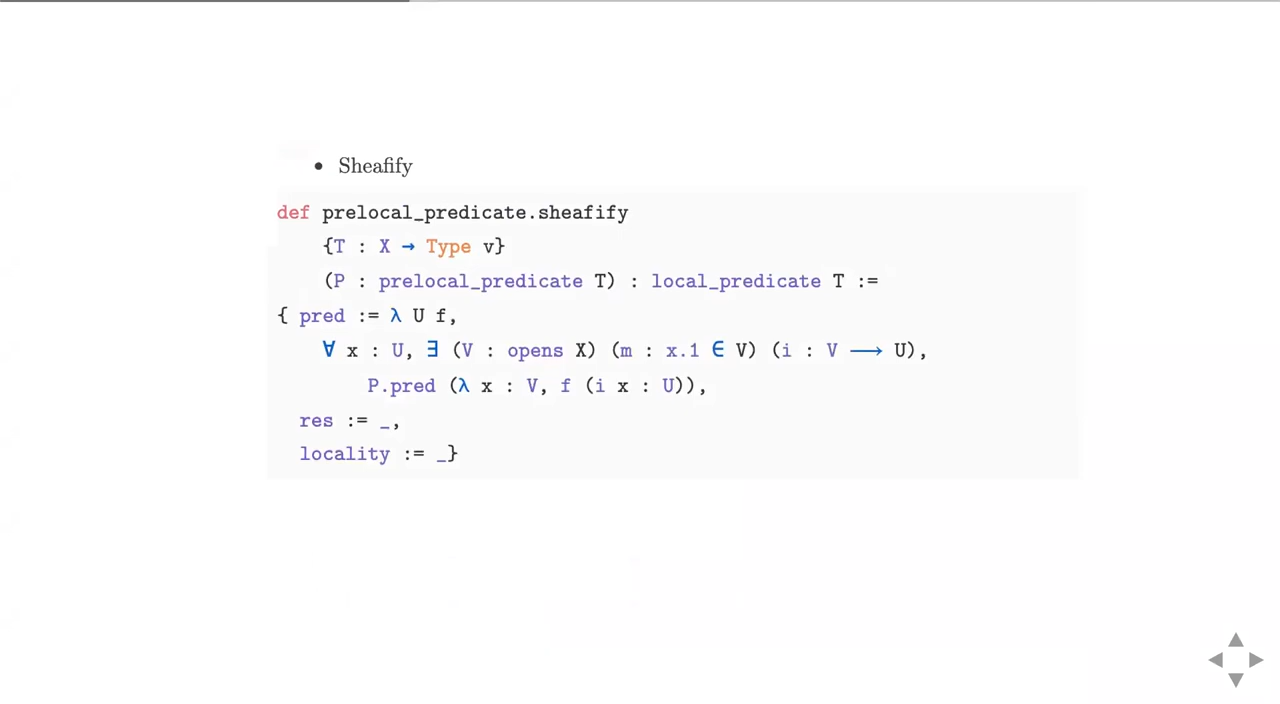 • Sheafify
def prelocal_predicate.sheafify
{T : X → Type v}
(P : prelocal_predicate T) : local_predicate T :=
{ pred := λ U f,
∀ x : U, ∃ (V : opens X) (m : x.1 ∈ V) (i : V ⟶ U),
P.pred (λ x : V, f (i x : U)),
res := _,
locality := _}